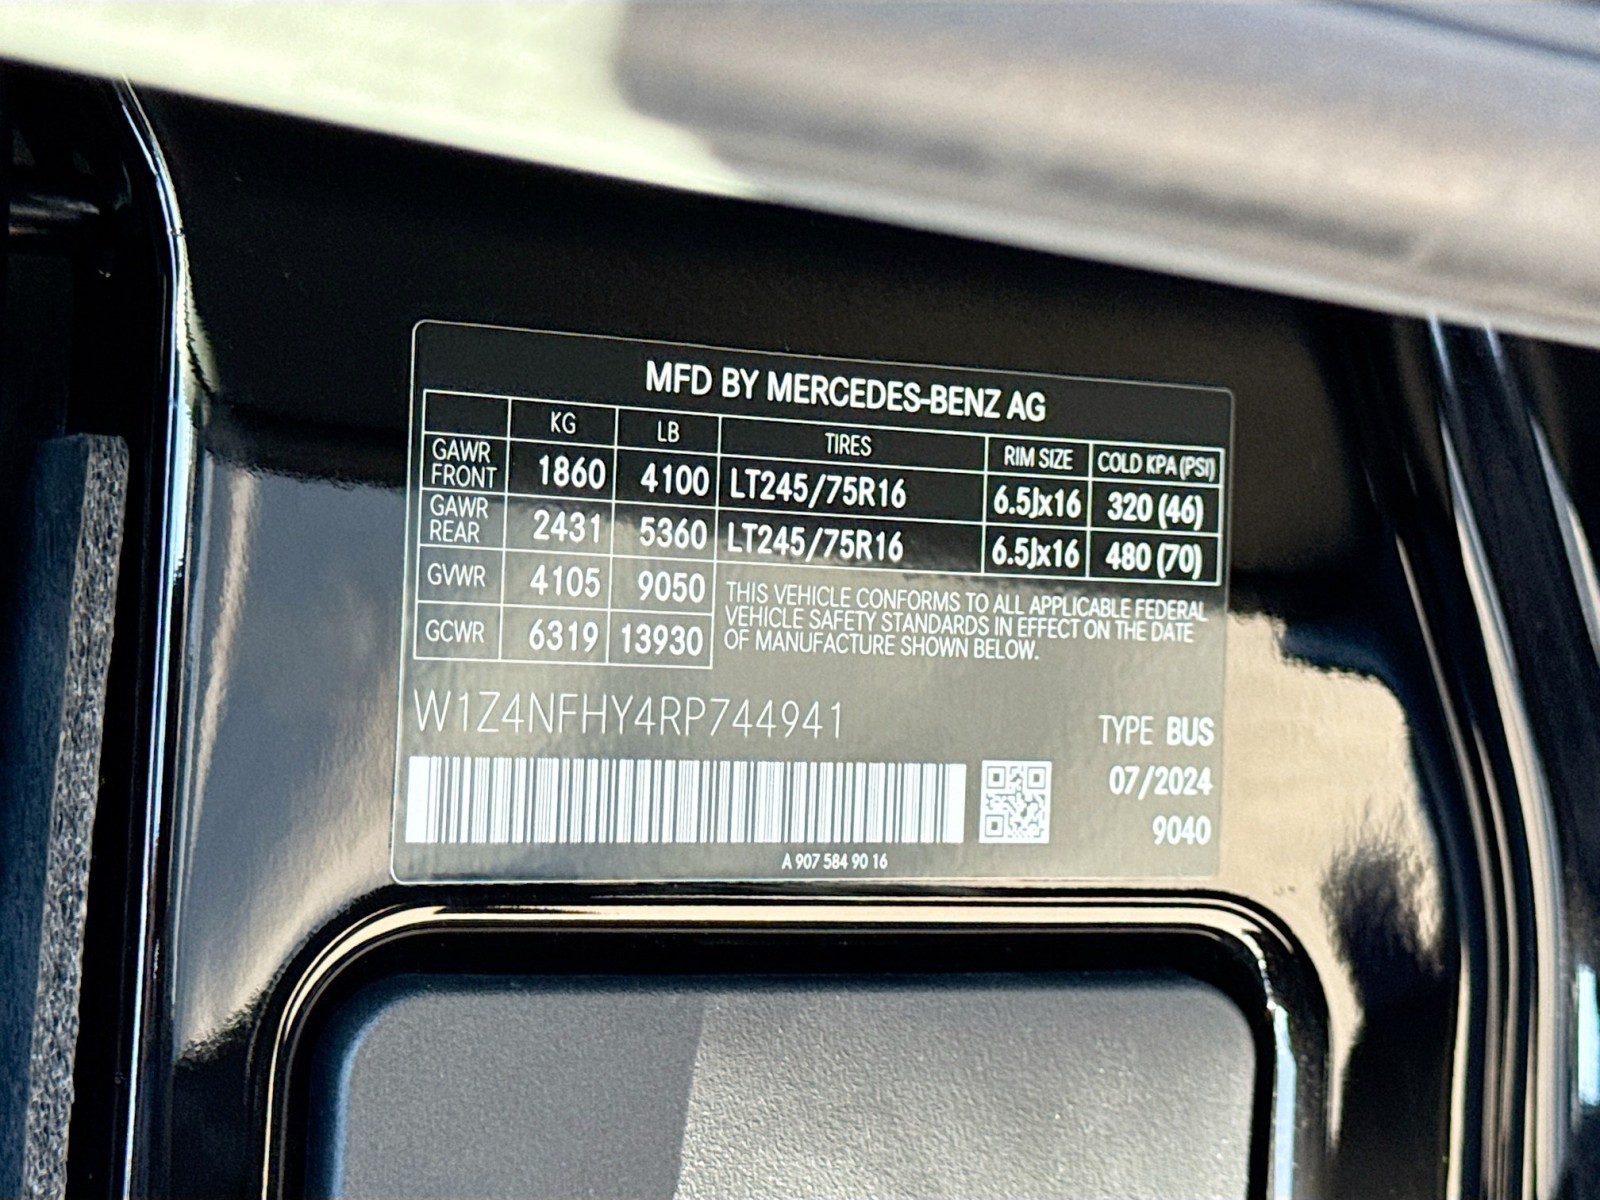 MFD BY MERCEDES-BENZ AG
KG LB TIRES RIM SIZE COLD KPA (PSI)
GAWR FRONT 1860 4100 LT245/75R16 6.5Jx16 320 (46)
GAWR REAR 2431 5360 LT245/75R16 6.5Jx16 480 (70)
GVWR 4105 9050
GCWR 6319 13930
THIS VEHICLE CONFORMS TO ALL APPLICABLE FEDERAL
VEHICLE SAFETY STANDARDS IN EFFECT ON THE DATE
OF MANUFACTURE SHOWN BELOW.
W1Z4NFHY4RP744941
TYPE BUS
07/2024
9040
A 907 584 90 16